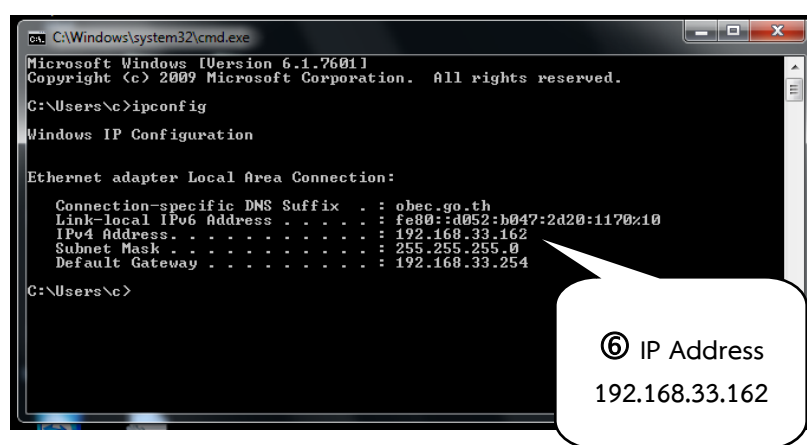 C:\Windows\system32\cmd.exe
Microsoft Windows [Version 6.1.7601]
Copyright (c) 2009 Microsoft Corporation.  All rights reserved.
C:\Users\c>ipconfig
Windows IP Configuration
Ethernet adapter Local Area Connection:
Connection-specific DNS Suffix  . : obec.go.th
Link-local IPv6 Address . . . . . : fe80::d052:b047:2d20:1170%10
IPv4 Address. . . . . . . . . . . : 192.168.33.162
Subnet Mask . . . . . . . . . . . : 255.255.255.0
Default Gateway . . . . . . . . . : 192.168.33.254
C:\Users\c>
⑥ IP Address
192.168.33.162